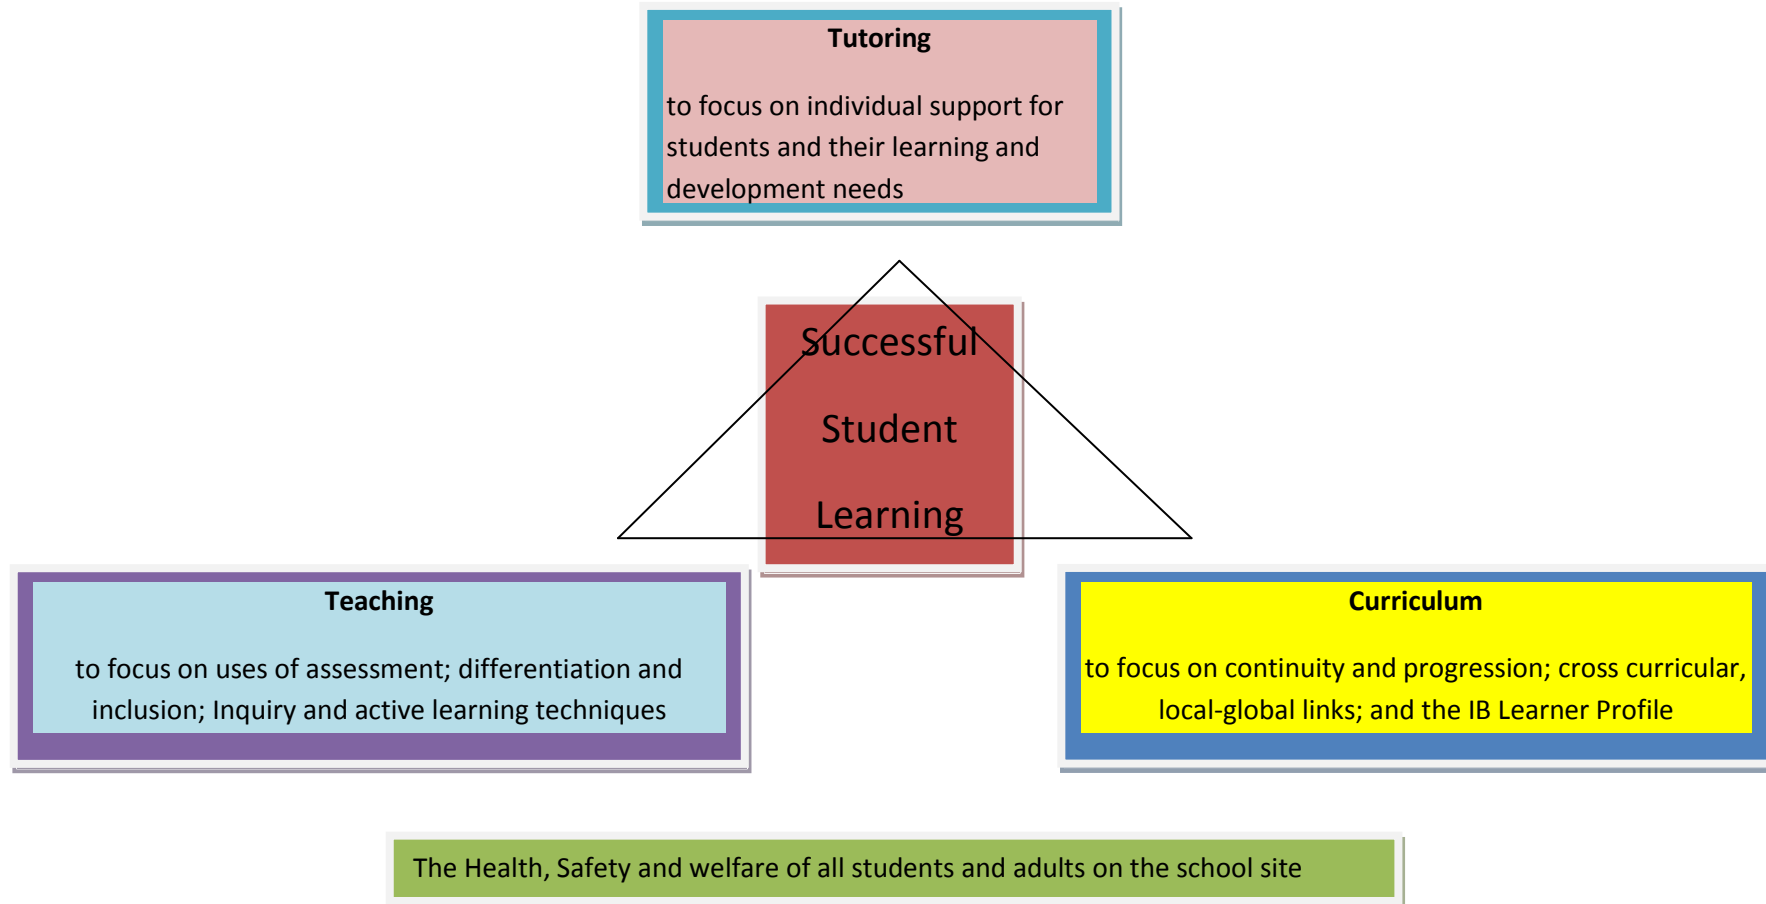 Tutoring
to focus on individual support for
students and their learning and
development needs
Successful
Student
Learning
Teaching
to focus on uses of assessment; differentiation and
inclusion; Inquiry and active learning techniques
Curriculum
to focus on continuity and progression; cross curricular,
local-global links; and the IB Learner Profile
The Health, Safety and welfare of all students and adults on the school site